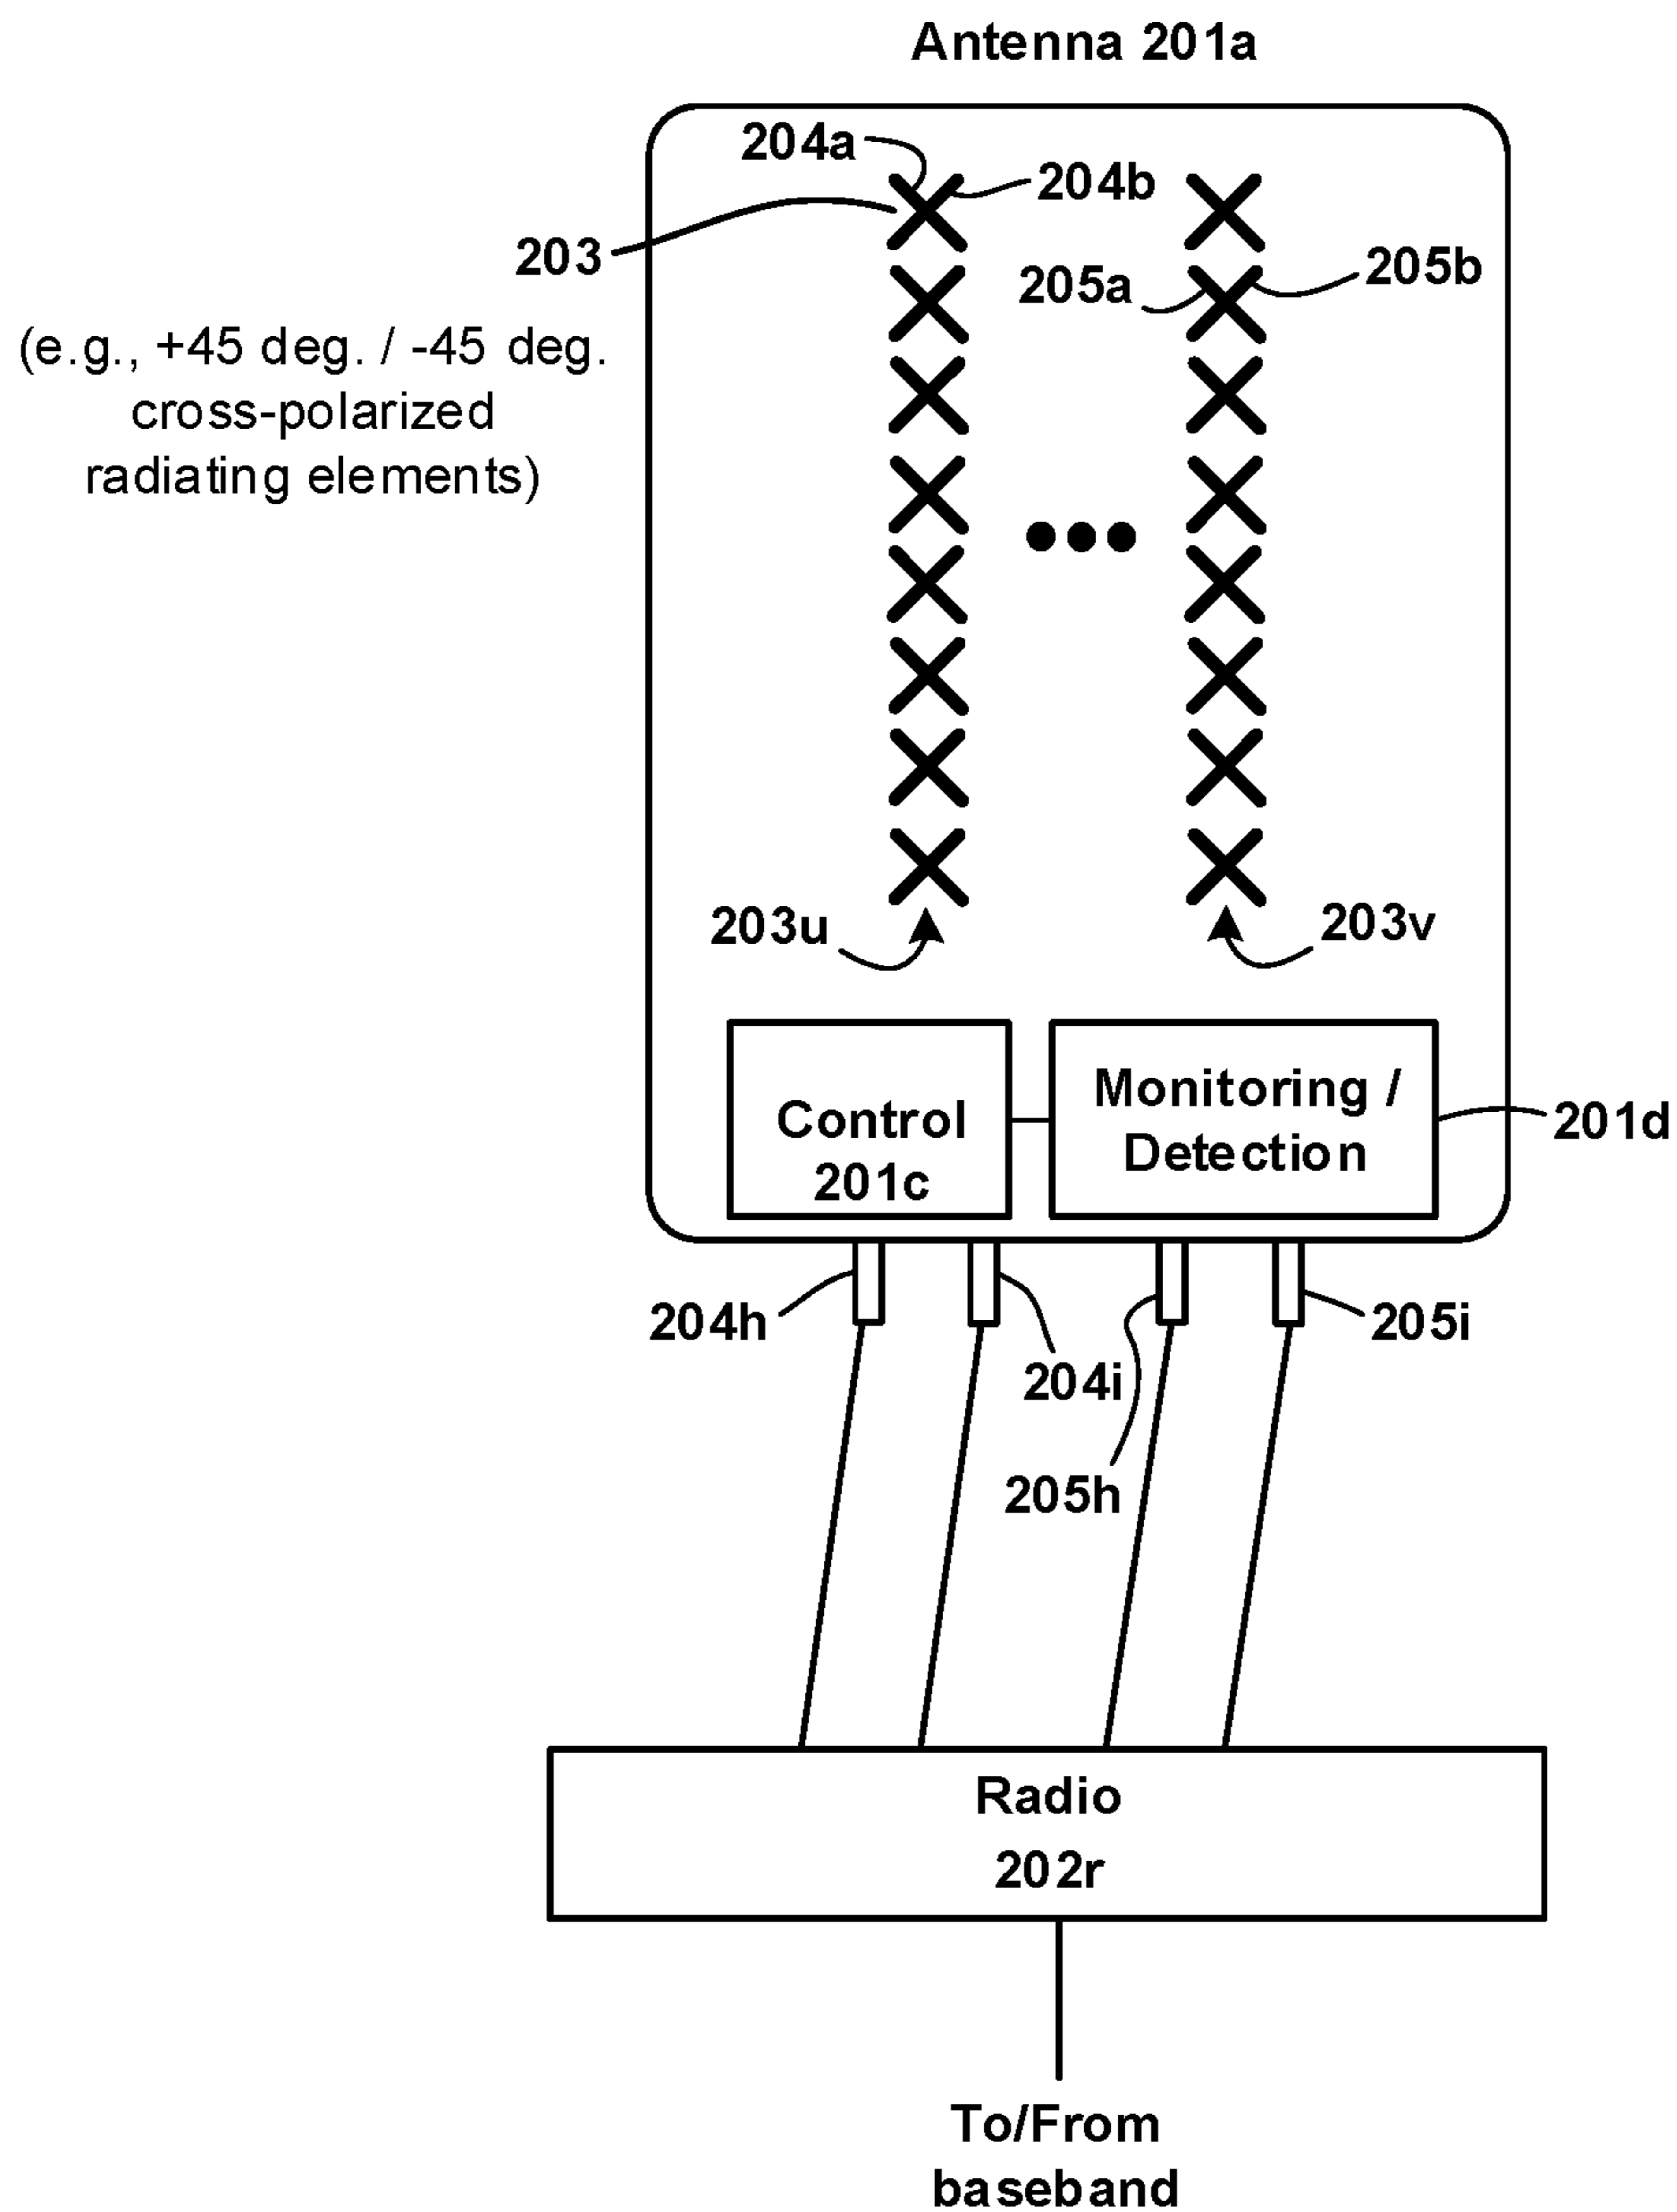 Antenna 201a
204a
204b
203
205a
205b
(e.g., +45 deg. / -45 deg.
cross-polarized
radiating elements)
203u
203v
Control
201c
Monitoring /
Detection
201d
204h
204i
205h
205i
Radio
202r
To/From
baseband